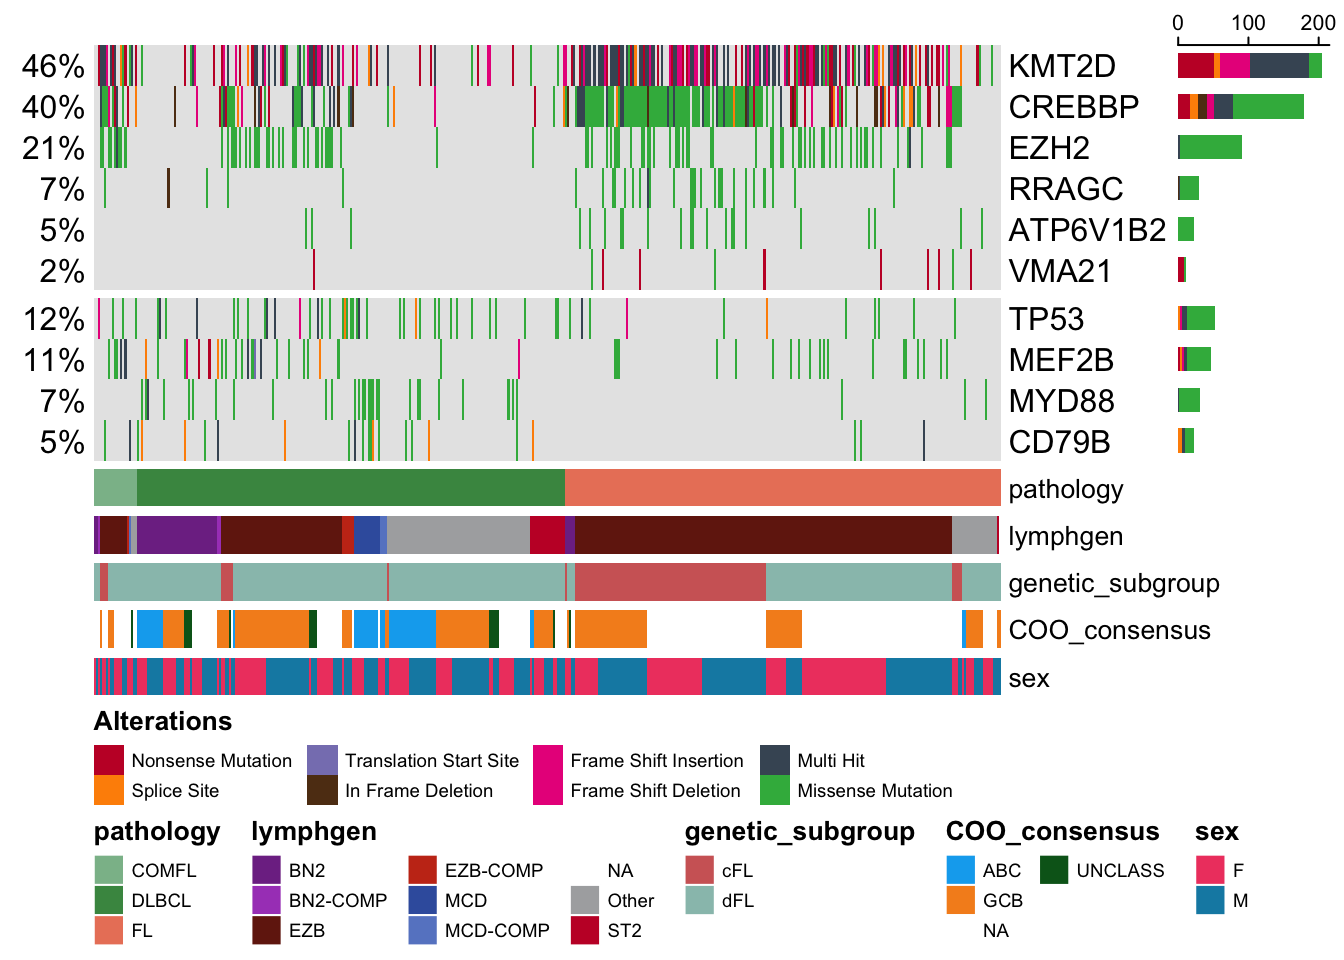 0 100 200
46% KMT2D
40% CREBBP
21% EZH2
7% RRAGC
5% ATP6V1B2
2% VMA21
12% TP53
11% MEF2B
7% MYD88
5% CD79B
pathology
lymphgen
genetic_subgroup
COO_consensus
sex
Alterations
Nonsense Mutation Translation Start Site Frame Shift Insertion Multi Hit
Splice Site In Frame Deletion Frame Shift Deletion Missense Mutation
pathology lymphgen genetic_subgroup COO_consensus sex
COMFL BN2 EZB-COMP NA cFL ABC UNCLASS F
DLBCL BN2-COMP MCD Other dFL GCB M
FL EZB MCD-COMP ST2 NA